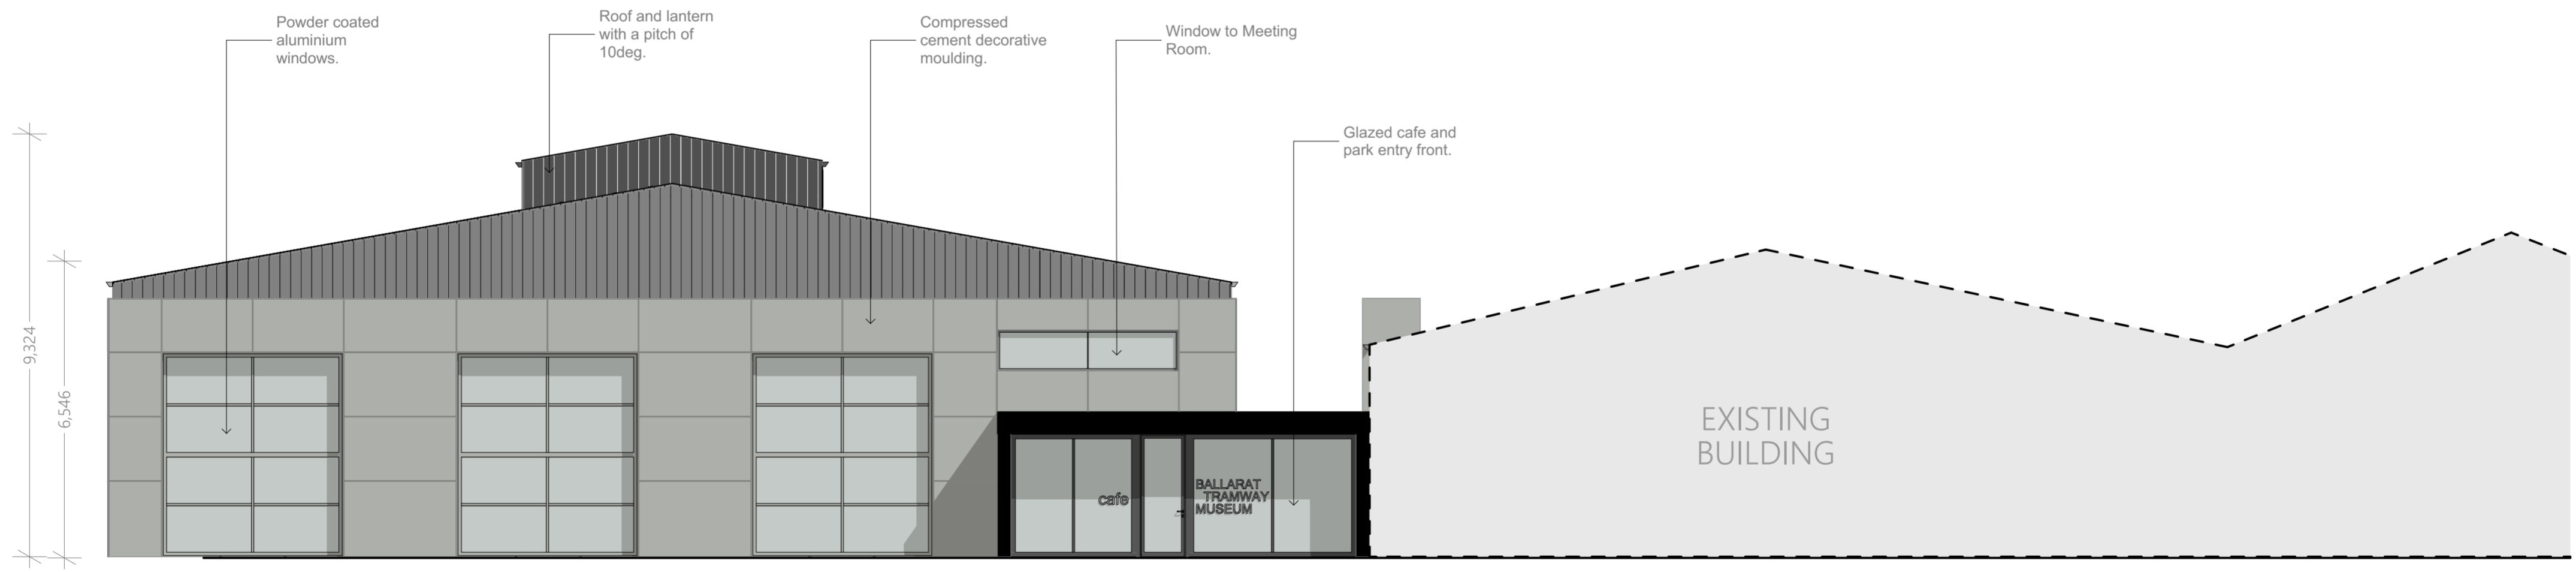 Powder coated
aluminium
windows.
Roof and lantern
with a pitch of
10deg.
Compressed
cement decorative
moulding.
Window to Meeting
Room.
Glazed cafe and
park entry front.
9,324
6,546
EXISTING
BUILDING
cafe
BALLARAT
TRAMWAY
MUSEUM